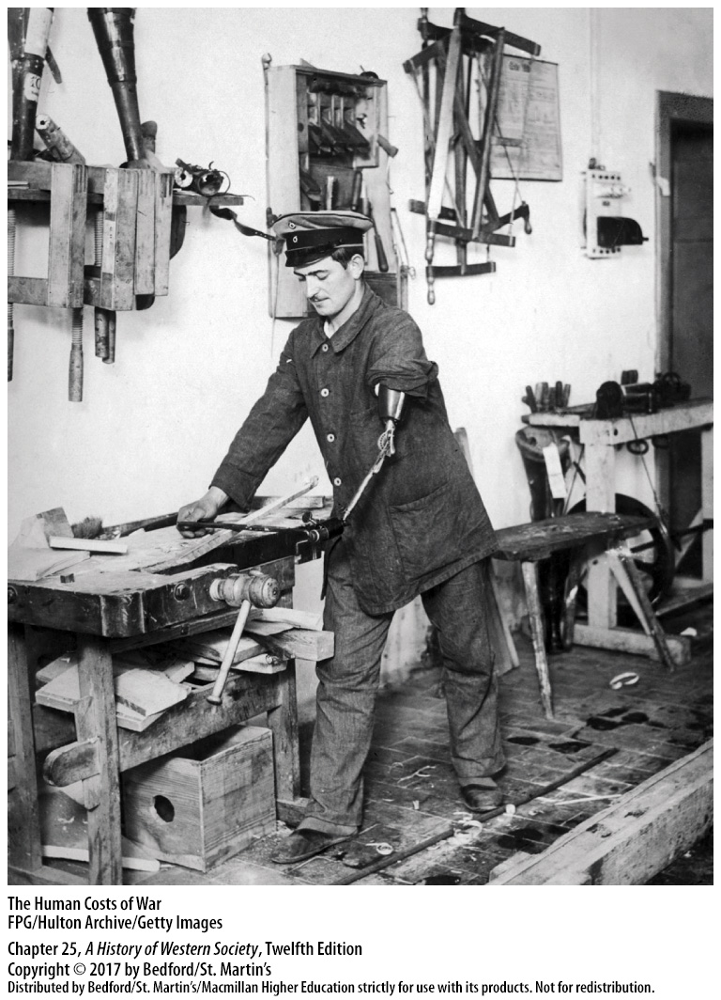 The Human Costs of War
FPG/Hulton Archive/Getty Images
Chapter 25, A History of Western Society, Twelfth Edition
Copyright © 2017 by Bedford/St. Martin's
Distributed by Bedford/St. Martin's/Macmillan Higher Education strictly for use with its products. Not for redistribution.